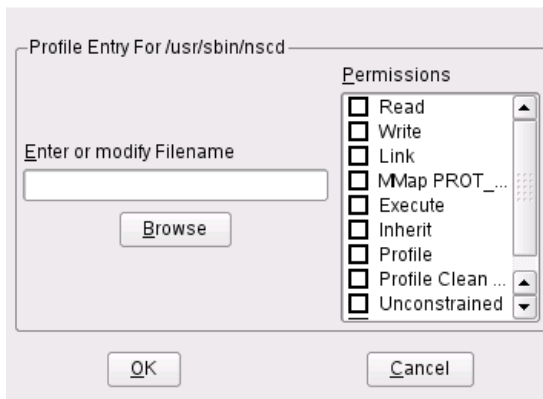 Profile Entry For /usr/sbin/nscd
Permissions
Read
Write
Link
MMap PROT_...
Execute
Inherit
Profile
Profile Clean ...
Unconstrained
Enter or modify Filename
Browse
OK
Cancel